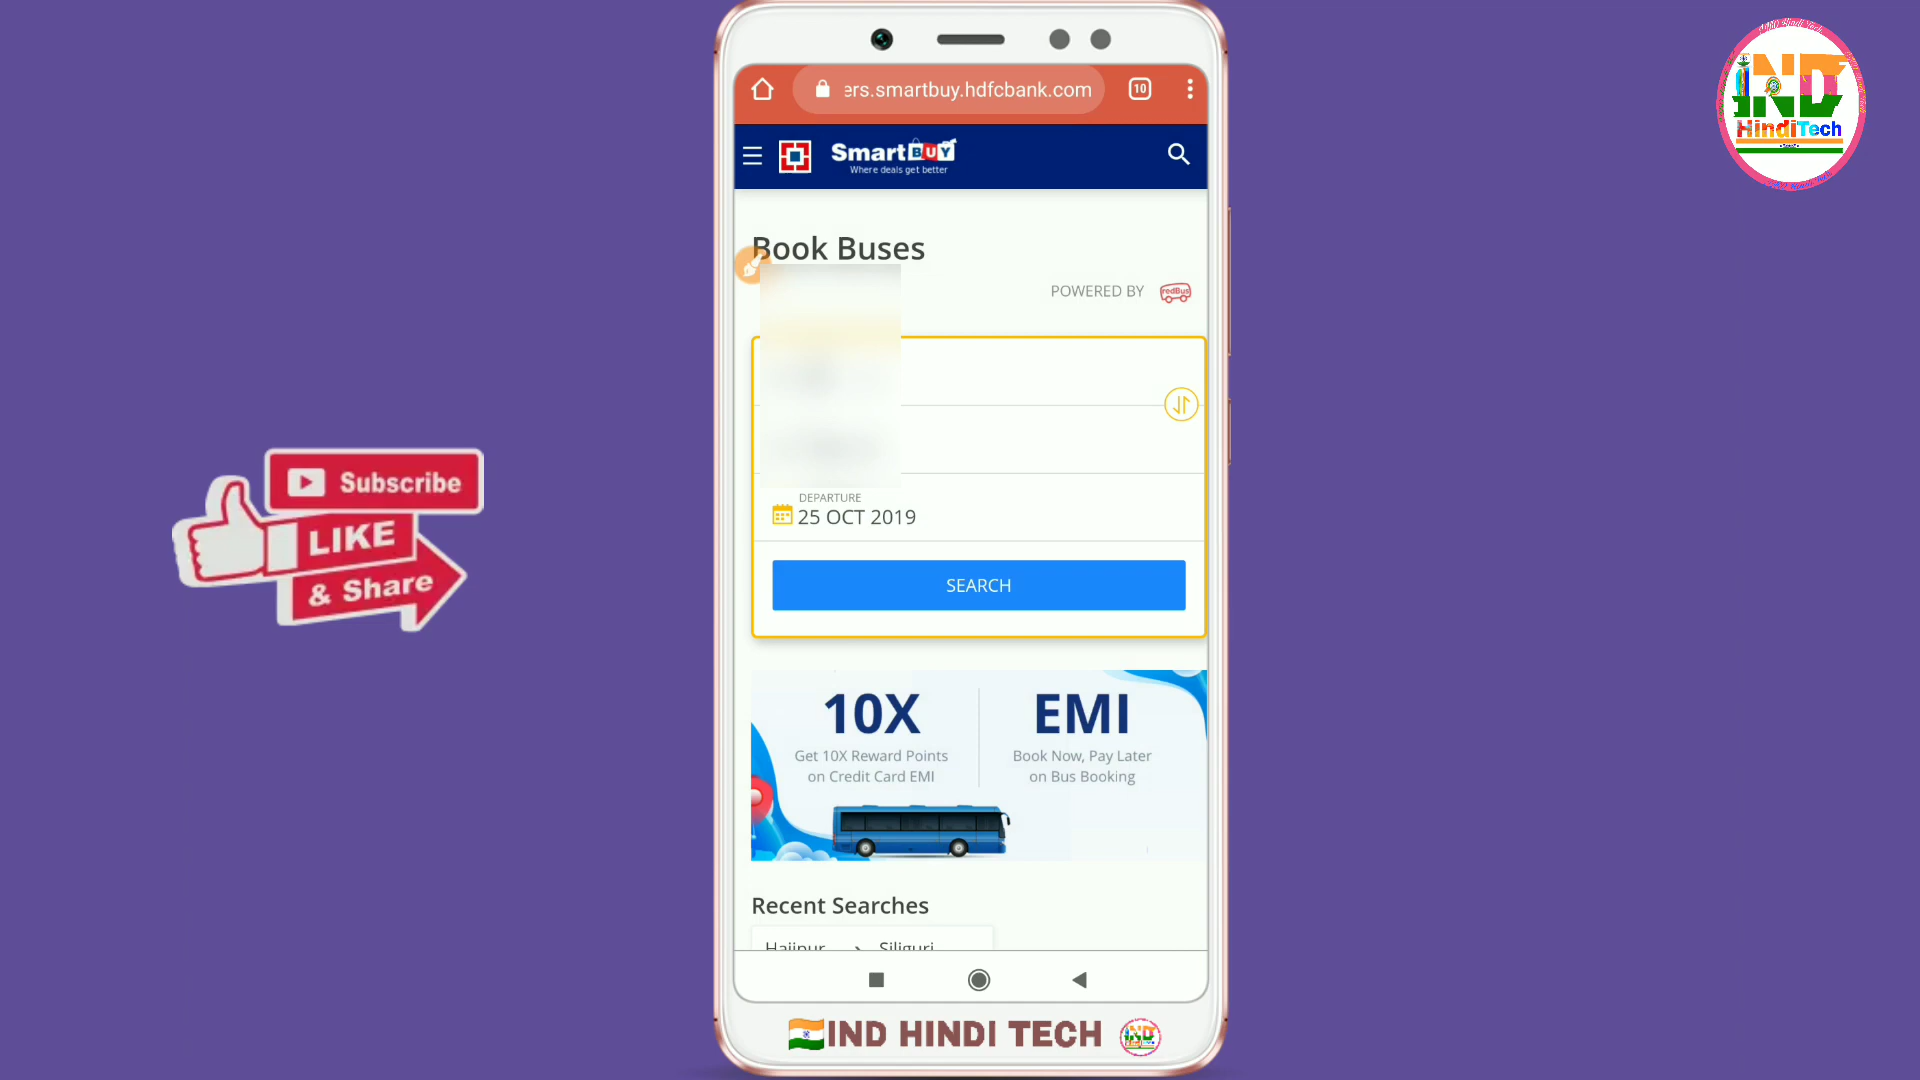 ers.smartbuy.hdfcbank.com
10
SmartBUY
Where deals get better
Book Buses
POWERED BY
redBus
DEPARTURE
25 OCT 2019
SEARCH
10X
Get 10X Reward Points
on Credit Card EMI
EMI
Book Now, Pay Later
on Bus Booking
Recent Searches
Hajipur
Siliguri
IND HINDI TECH
Subscribe
LIKE
& Share
IND
HindiTech